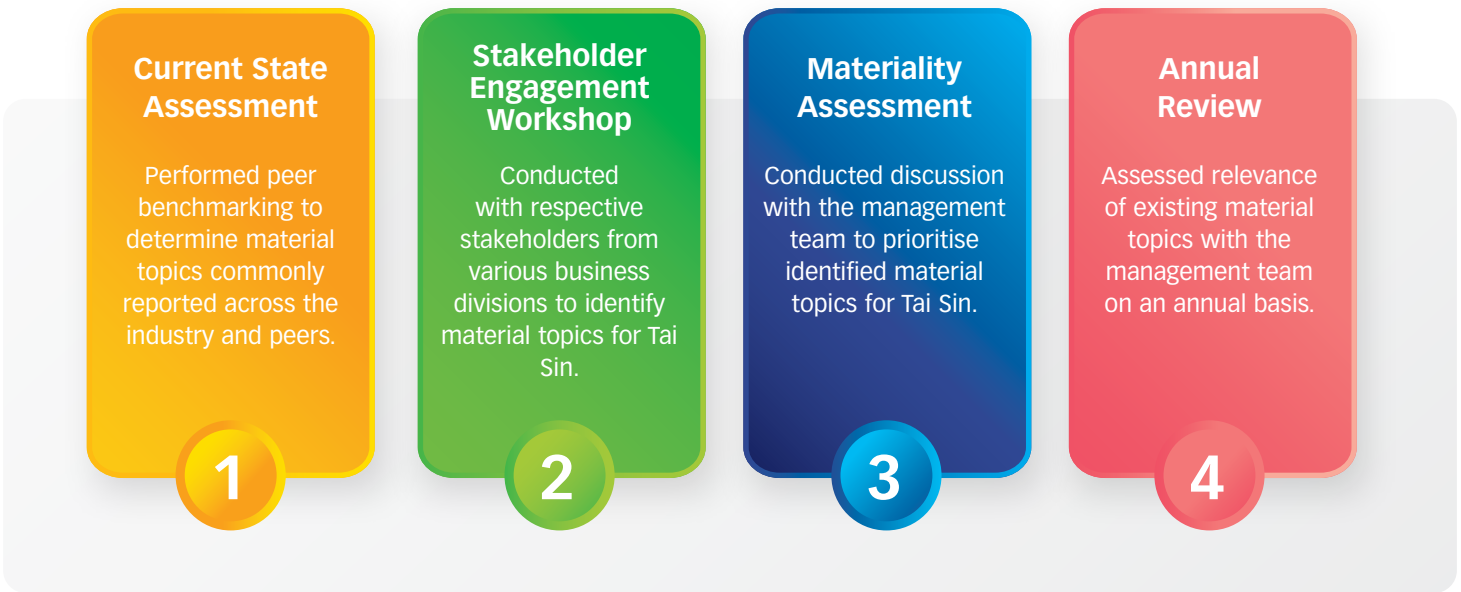 Current State
Assessment
Performed peer
benchmarking to
determine material
topics commonly
reported across the
industry and peers.
1
Stakeholder
Engagement
Workshop
Conducted
with respective
stakeholders from
various business
divisions to identify
material topics for Tai
Sin.
2
Materiality
Assessment
Conducted discussion
with the management
team to prioritise
identified material
topics for Tai Sin.
3
Annual
Review
Assessed relevance
of existing material
topics with the
management team
on an annual basis.
4